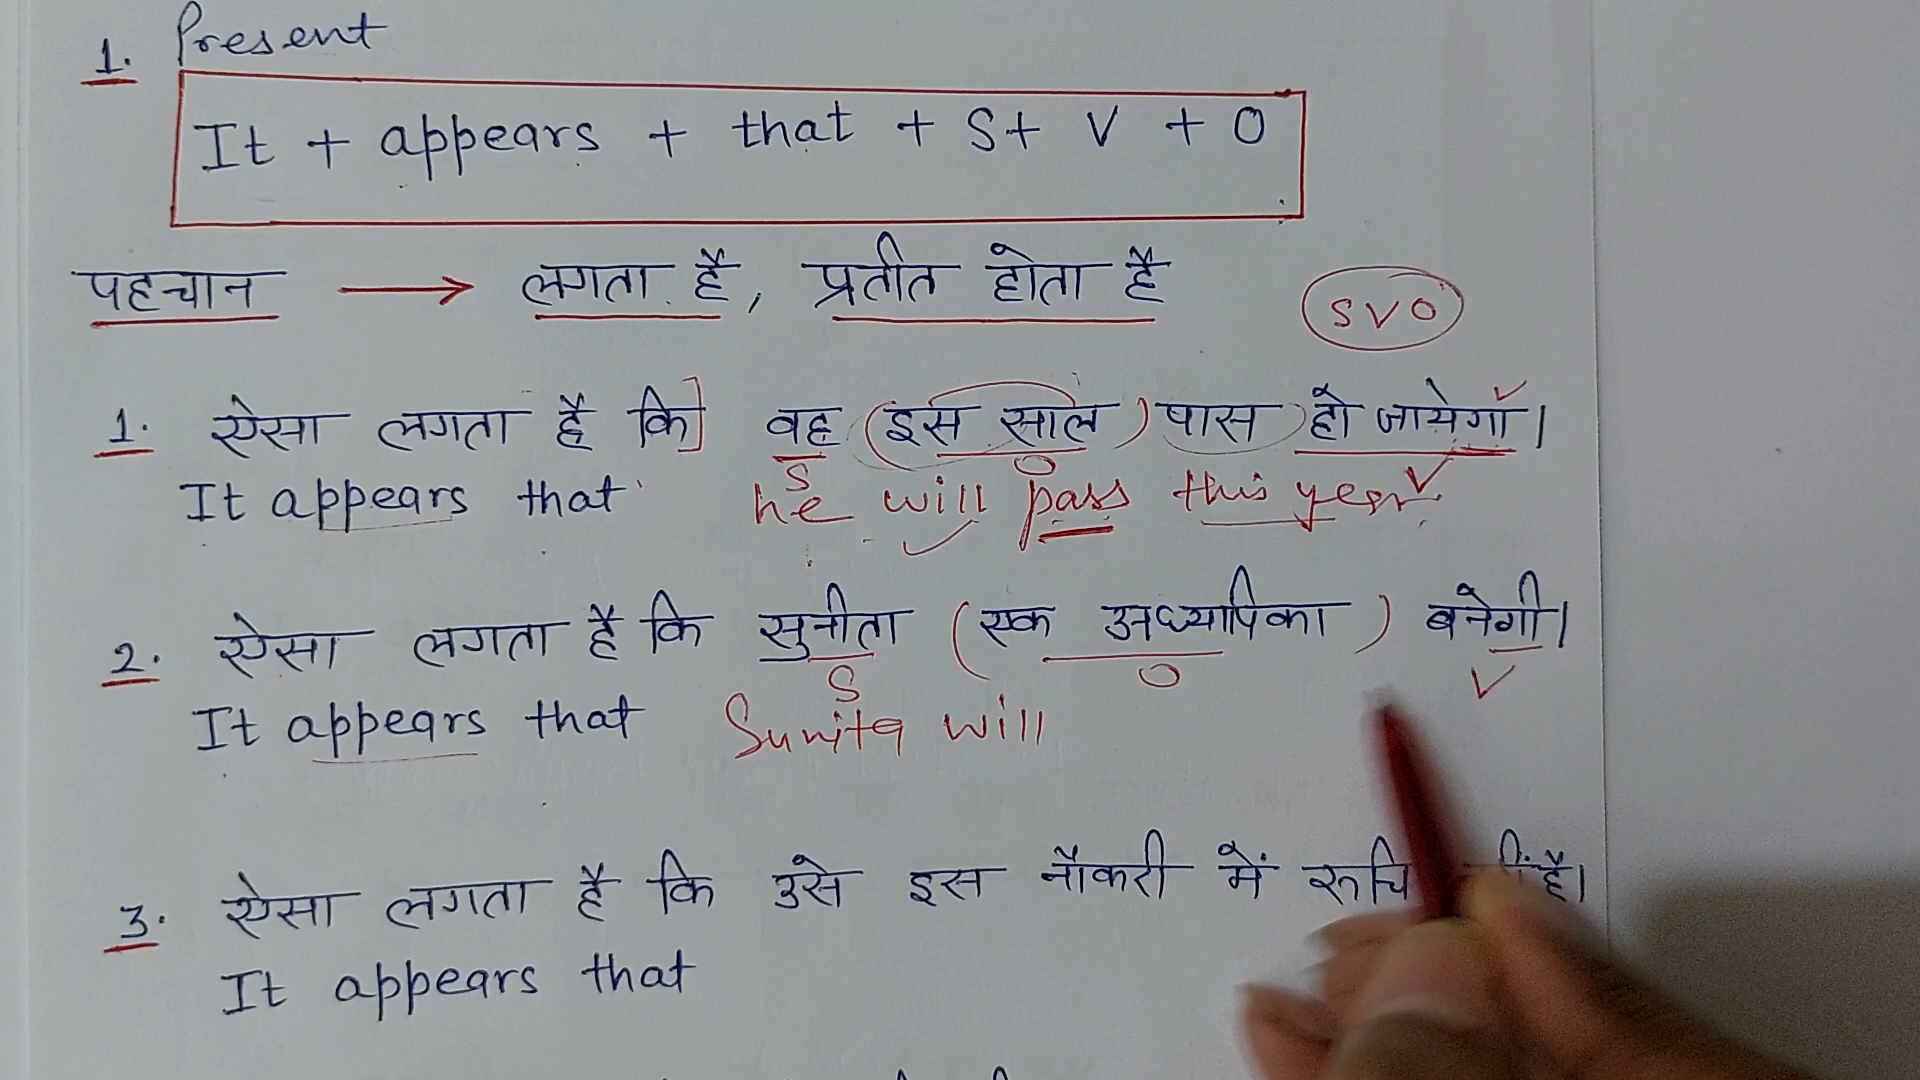 1. Present
It + appears + that + S + V + O
पहचान → लगता है, प्रतीत होता है
SVO
1. ऐसा लगता है कि] वह (इस साल) पास हो जायेगा।
S O V
It appears that he will pass this year.
2. ऐसा लगता है कि सुनीता (एक अध्यापिका) बनेगी।
S O V
It appears that Sunita will
3. ऐसा लगता है कि उसे इस नौकरी में रूचि है।
It appears that